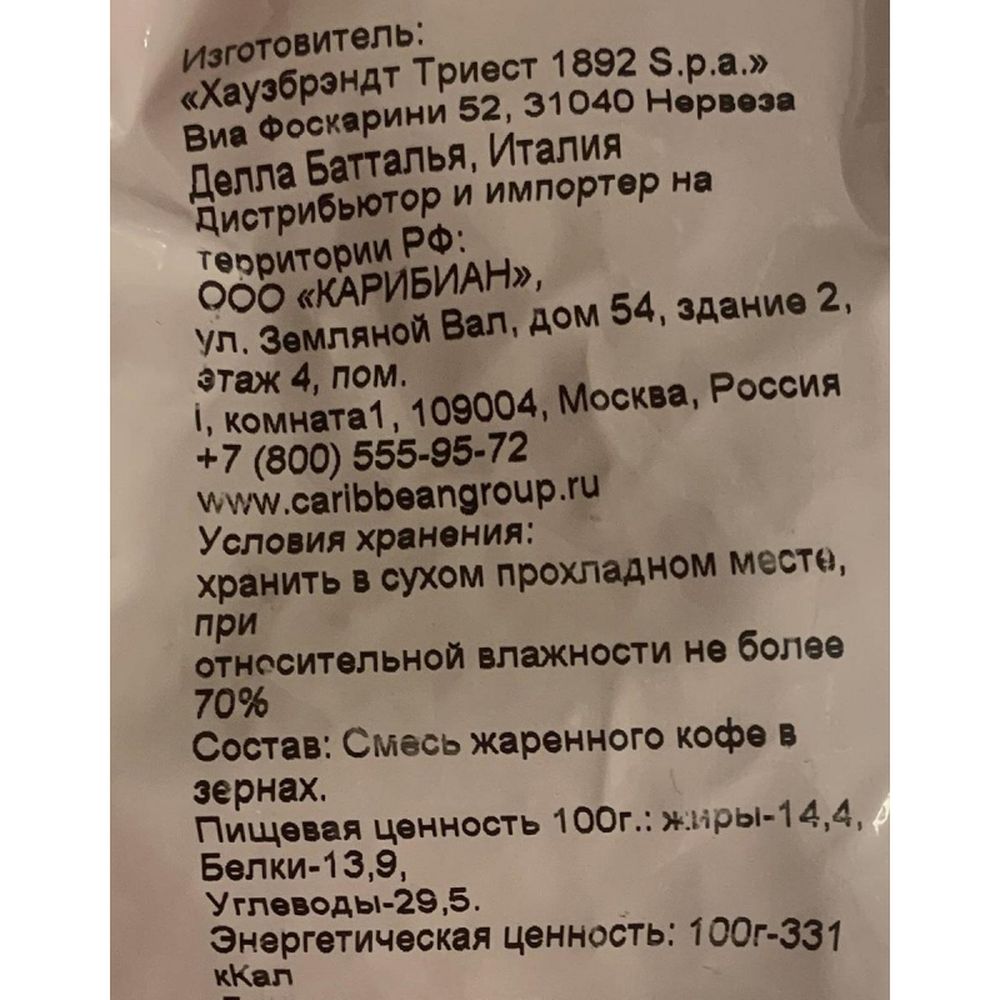 Изготовитель:
«Хаузбрэндт Триест 1892 S.p.a.»
Виа Фоскарини 52, 31040 Нервеза
Делла Батталья, Италия
Дистрибьютор и импортер на
территории РФ:
ООО «КАРИБИАН»,
ул. Земляной Вал, дом 54, здание 2,
этаж 4, пом.
I, комната1, 109004, Москва, Россия
+7 (800) 555-95-72
www.caribbeangroup.ru
Условия хранения:
хранить в сухом прохладном месте,
при
относительной влажности не более
70%
Состав: Смесь жаренного кофе в
зернах.
Пищевая ценность 100г.: жиры-14,4,
Белки-13,9,
Углеводы-29,5.
Энергетическая ценность: 100г-331
кКал